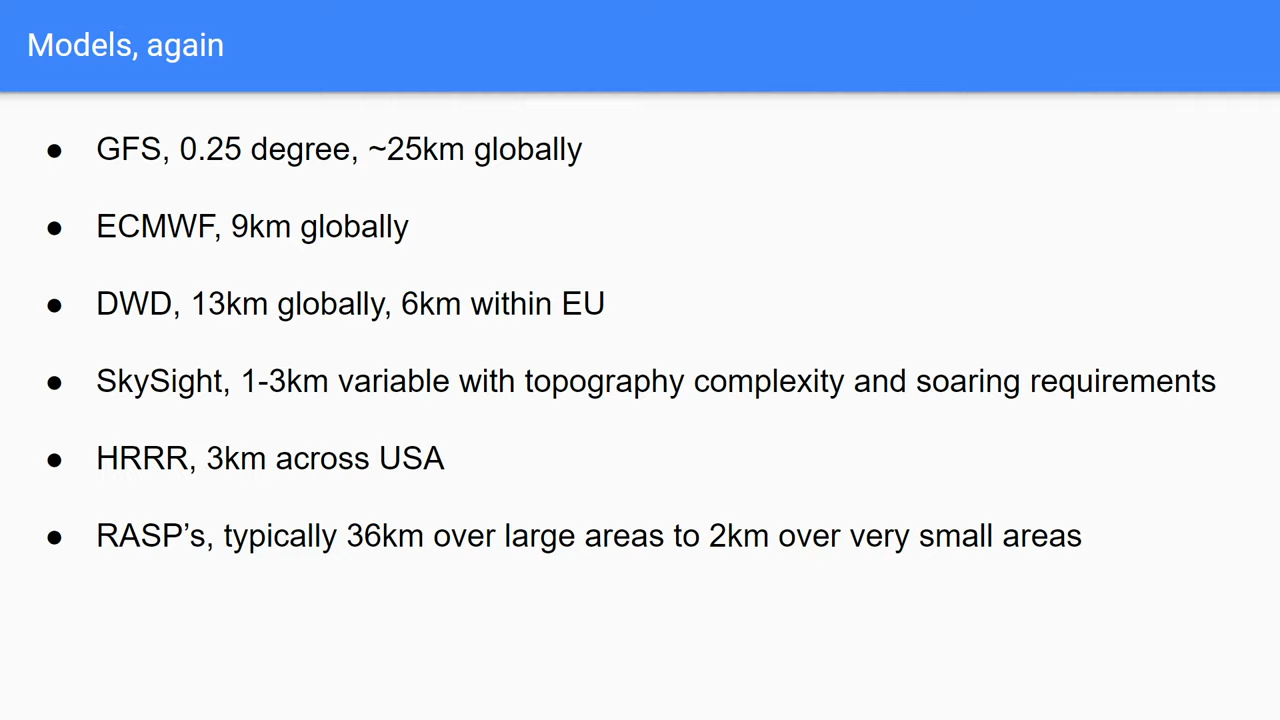 Models, again
● GFS, 0.25 degree, ~25km globally
● ECMWF, 9km globally
● DWD, 13km globally, 6km within EU
● SkySight, 1-3km variable with topography complexity and soaring requirements
● HRRR, 3km across USA
● RASP’s, typically 36km over large areas to 2km over very small areas